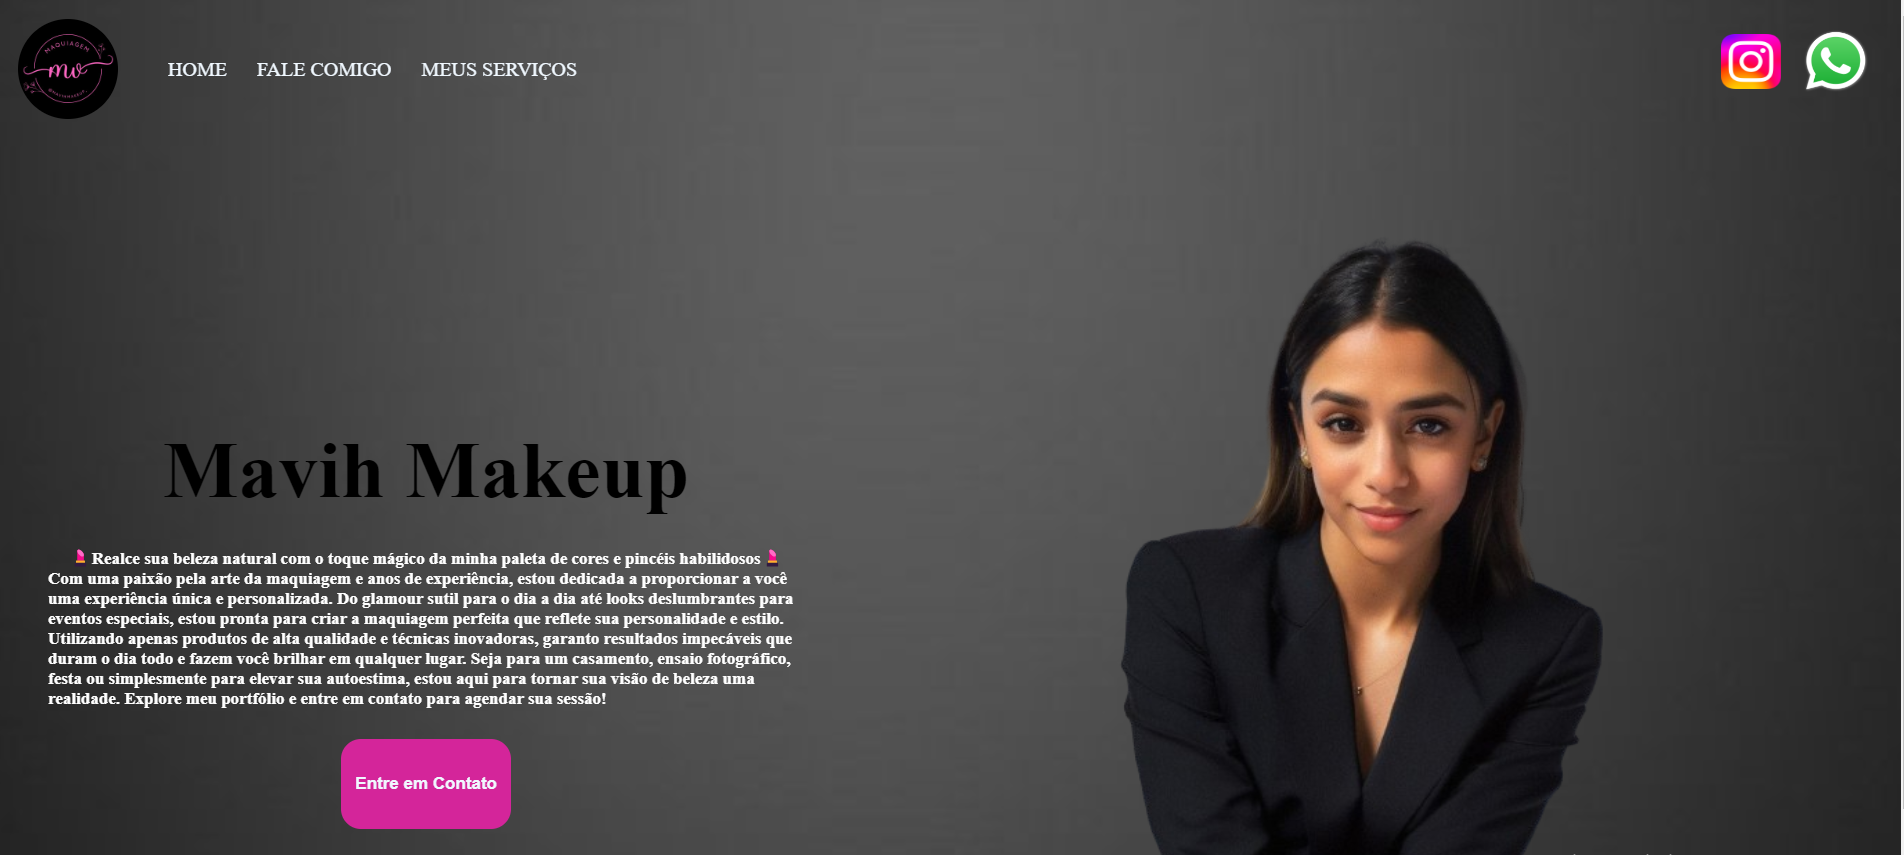 MAQUIAGEM
mv
HOME FALE COMIGO MEUS SERVIÇOS
Mavih Makeup
💄 Realce sua beleza natural com o toque mágico da minha paleta de cores e pincéis habilidosos 💄
Com uma paixão pela arte da maquiagem e anos de experiência, estou dedicada a proporcionar a você
uma experiência única e personalizada. Do glamour sutil para o dia a dia até looks deslumbrantes para
eventos especiais, estou pronta para criar a maquiagem perfeita que reflete sua personalidade e estilo.
Utilizando apenas produtos de alta qualidade e técnicas inovadoras, garanto resultados impecáveis que
duram o dia todo e fazem você brilhar em qualquer lugar. Seja para um casamento, ensaio fotográfico,
festa ou simplesmente para elevar sua autoestima, estou aqui para tornar sua visão de beleza uma
realidade. Explore meu portfólio e entre em contato para agendar sua sessão!
Entre em Contato